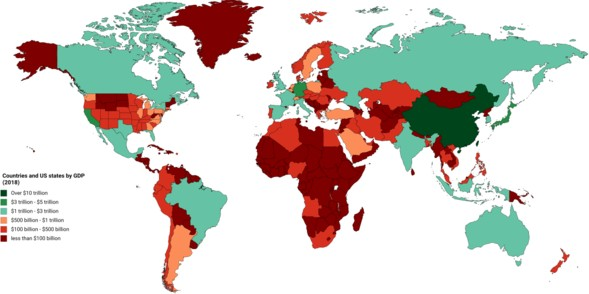 Countries and US states by GDP
(2018)
Over $10 trillion
$3 trillion - $5 trillion
$1 trillion - $3 trillion
$500 billion - $1 trillion
$100 billion - $500 billion
less than $100 billion